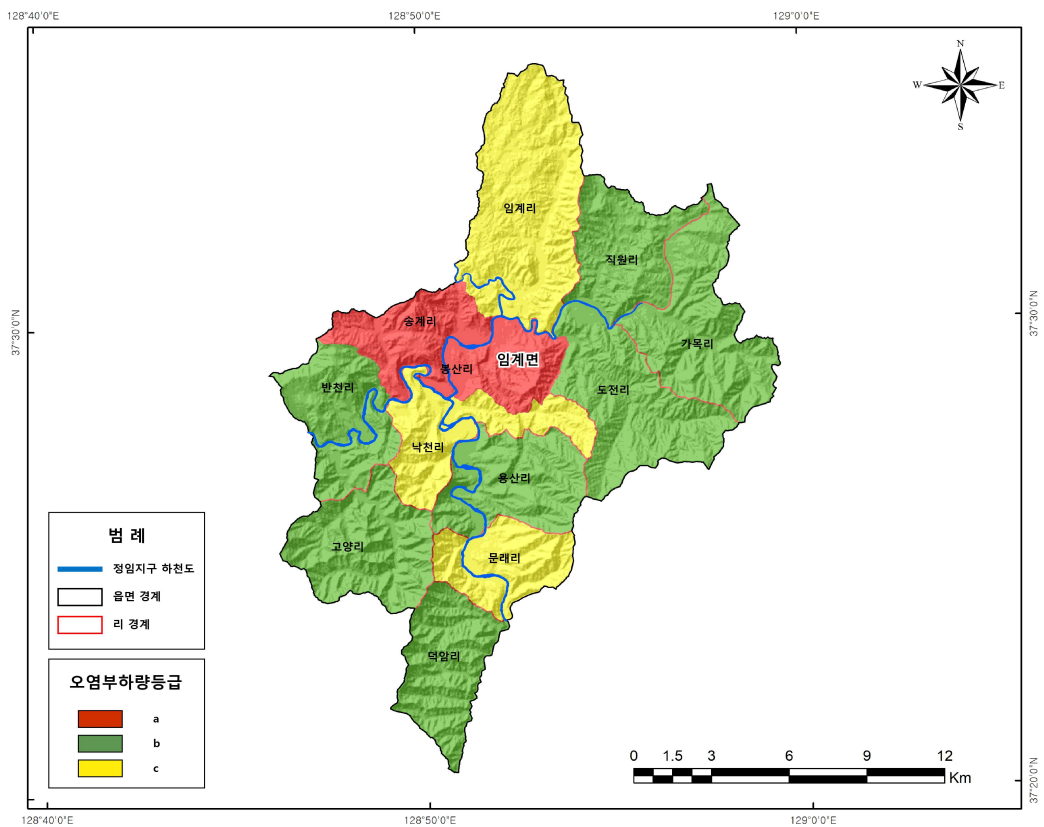 128°40'0"E 128°50'0"E 129°0'0"E
N
W E
S
임계리
직원리
37°30'0"N
37°30'0"N
송계리
가목리
임계면
봉산리
반천리
도전리
낙천리
용산리
고양리
문래리
덕암리
범 례
정임지구 하천도
읍면 경계
리 경계
오염부하량등급
a
b
c
0 1.5 3 6 9 12
Km
37°20'0"N
128°40'0"E 128°50'0"E 129°0'0"E